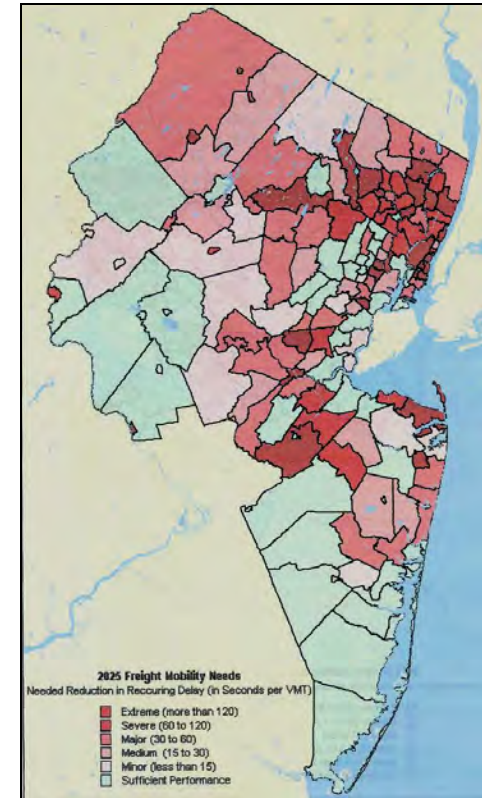 2025 Freight Mobility Needs
Needed Reduction in Reccuring Delay (in Seconds per VMT)
Extreme (more than 120)
Severe (60 to 120)
Major (30 to 60)
Medium (15 to 30)
Minor (less than 15)
Sufficient Performance